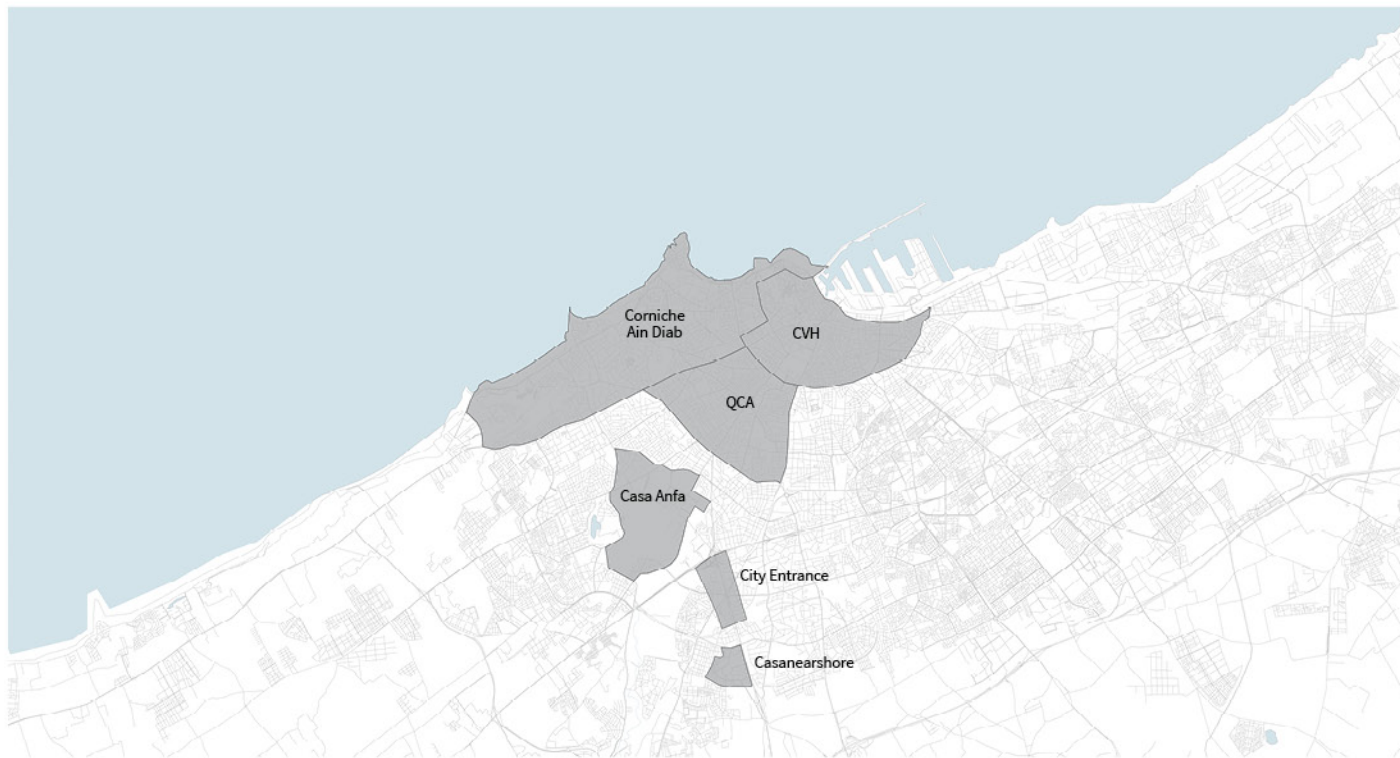 Corniche
Ain Diab
CVH
QCA
Casa Anfa
City Entrance
Casanearshore